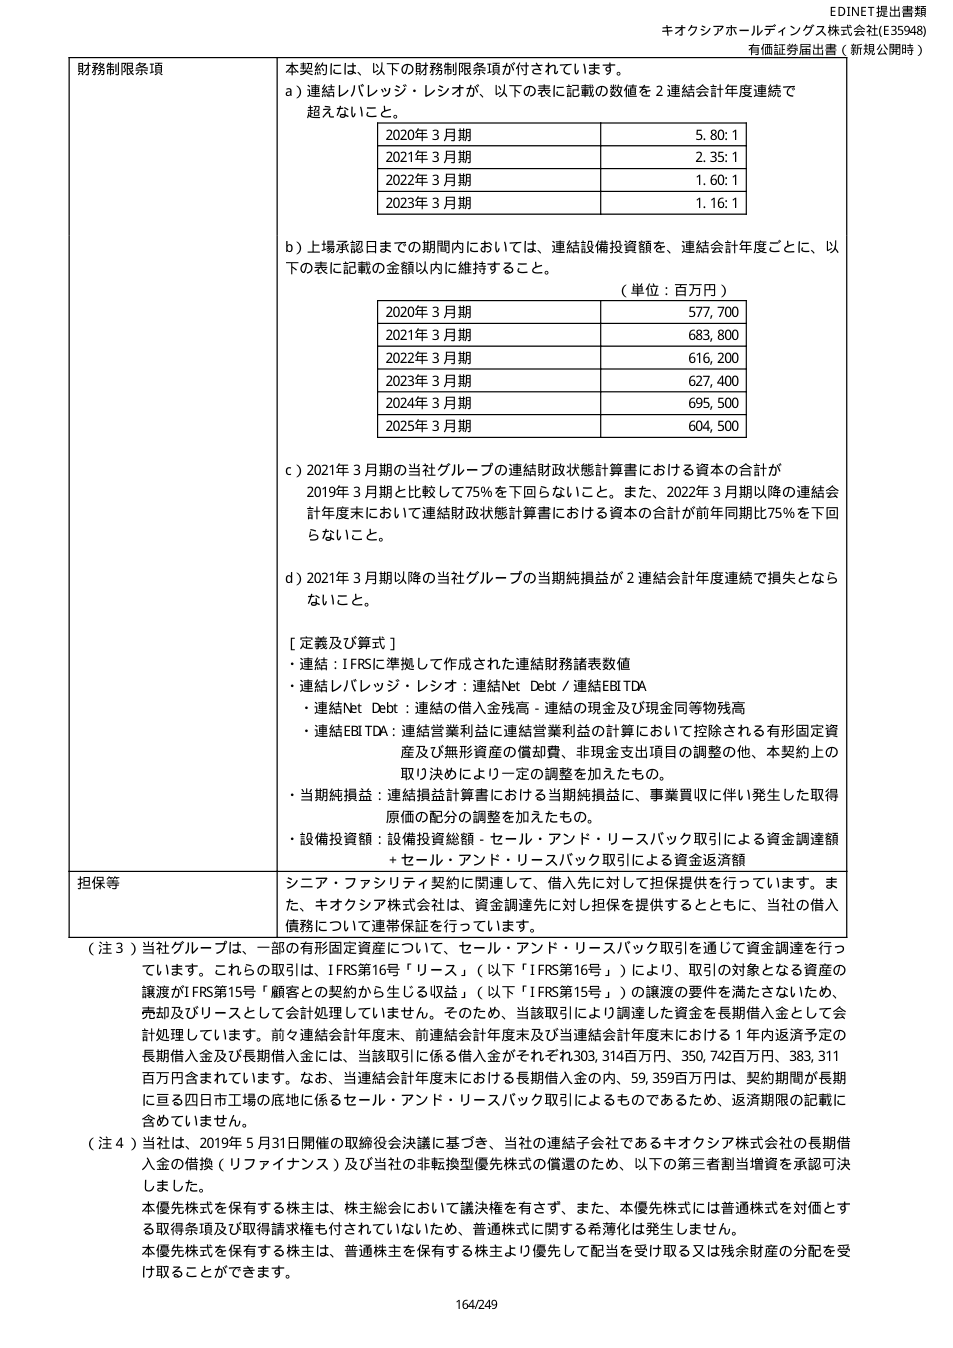 EDINET提出書類
キオクシアホールディングス株式会社(E35948)
有価証券届出書（新規公開時）
財務制限条項
本契約には、以下の財務制限条項が付されています。
a）連結レバレッジ・レシオが、以下の表に記載の数値を２連結会計年度連続で
超えないこと。
2020年３月期 5.80:1
2021年３月期 2.35:1
2022年３月期 1.60:1
2023年３月期 1.16:1
b）上場承認日までの期間内においては、連結設備投資額を、連結会計年度ごとに、以
下の表に記載の金額以内に維持すること。
（単位：百万円）
2020年３月期 577,700
2021年３月期 683,800
2022年３月期 616,200
2023年３月期 627,400
2024年３月期 695,500
2025年３月期 604,500
c）2021年３月期の当社グループの連結財政状態計算書における資本の合計が
2019年３月期と比較して75％を下回らないこと。また、2022年３月期以降の連結会
計年度末において連結財政状態計算書における資本の合計が前年同期比75％を下回
らないこと。
d）2021年３月期以降の当社グループの当期純損益が２連結会計年度連続で損失となら
ないこと。
［定義及び算式］
・連結：IFRSに準拠して作成された連結財務諸表数値
・連結レバレッジ・レシオ：連結Net Debt／連結EBITDA
・連結Net Debt：連結の借入金残高－連結の現金及び現金同等物残高
・連結EBITDA：連結営業利益に連結営業利益の計算において控除される有形固定資
産及び無形資産の償却費、非現金支出項目の調整の他、本契約上の
取り決めにより一定の調整を加えたもの。
・当期純損益：連結損益計算書における当期純損益に、事業買収に伴い発生した取得
原価の配分の調整を加えたもの。
・設備投資額：設備投資総額－セール・アンド・リースバック取引による資金調達額
＋セール・アンド・リースバック取引による資金返済額
担保等
シニア・ファシリティ契約に関連して、借入先に対して担保提供を行っています。ま
た、キオクシア株式会社は、資金調達先に対し担保を提供するとともに、当社の借入
債務について連帯保証を行っています。
（注３）当社グループは、一部の有形固定資産について、セール・アンド・リースバック取引を通じて資金調達を行っ
ています。これらの取引は、IFRS第16号「リース」（以下「IFRS第16号」）により、取引の対象となる資産の
譲渡がIFRS第15号「顧客との契約から生じる収益」（以下「IFRS第15号」）の譲渡の要件を満たさないため、
売却及びリースとして会計処理していません。そのため、当該取引により調達した資金を長期借入金として会
計処理しています。前々連結会計年度末、前連結会計年度末及び当連結会計年度末における１年内返済予定の
長期借入金及び長期借入金には、当該取引に係る借入金がそれぞれ303,314百万円、350,742百万円、383,311
百万円含まれています。なお、当連結会計年度末における長期借入金の内、59,359百万円は、契約期間が長期
に亘る四日市工場の底地に係るセール・アンド・リースバック取引によるものであるため、返済期限の記載に
含めていません。
（注４）当社は、2019年５月31日開催の取締役会決議に基づき、当社の連結子会社であるキオクシア株式会社の長期借
入金の借換（リファイナンス）及び当社の非転換型優先株式の償還のため、以下の第三者割当増資を承認可決
しました。
本優先株式を保有する株主は、株主総会において議決権を有さず、また、本優先株式には普通株式を対価とす
る取得条項及び取得請求権も付されていないため、普通株式に関する希薄化は発生しません。
本優先株式を保有する株主は、普通株主を保有する株主より優先して配当を受け取る又は残余財産の分配を受
け取ることができます。
164/249